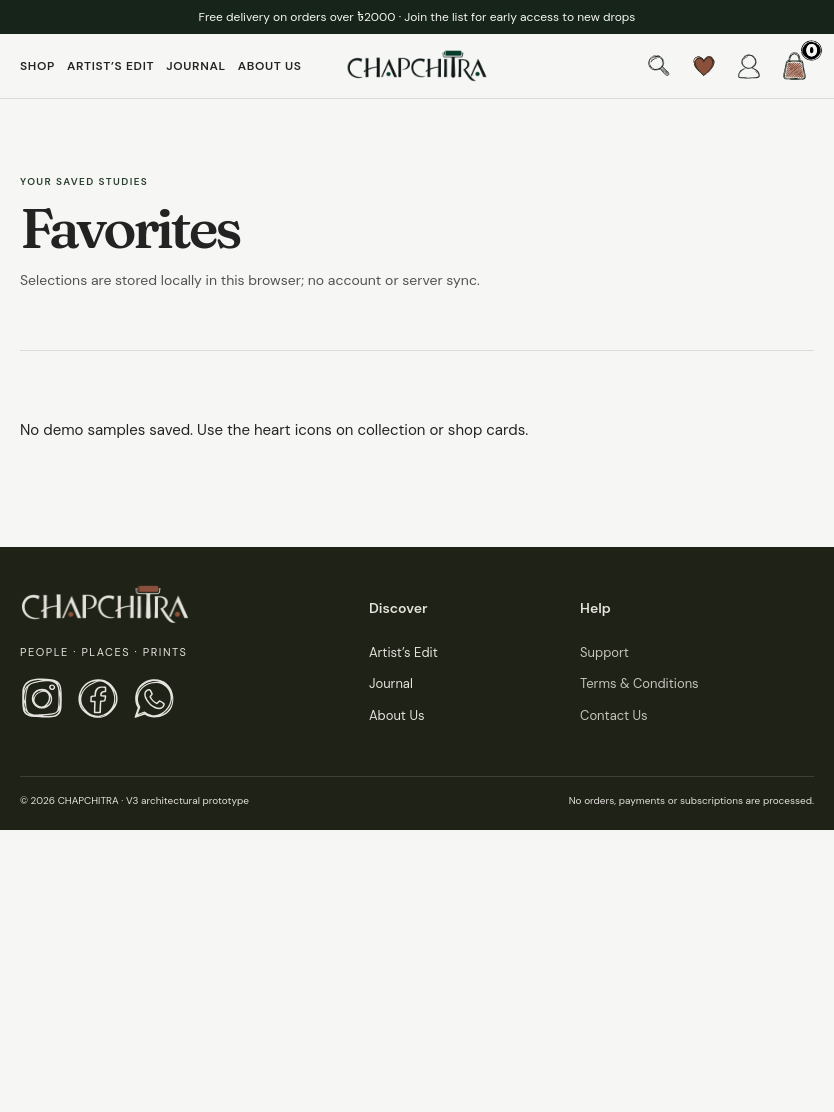 Free delivery on orders over ৳2000 · Join the list for early access to new drops
SHOP ARTIST’S EDIT JOURNAL ABOUT US CHAPCHITRA 0
YOUR SAVED STUDIES
Favorites
Selections are stored locally in this browser; no account or server sync.
No demo samples saved. Use the heart icons on collection or shop cards.
CHAPCHITRA
PEOPLE · PLACES · PRINTS
Discover
Artist’s Edit
Journal
About Us
Help
Support
Terms & Conditions
Contact Us
© 2026 CHAPCHITRA · V3 architectural prototype
No orders, payments or subscriptions are processed.